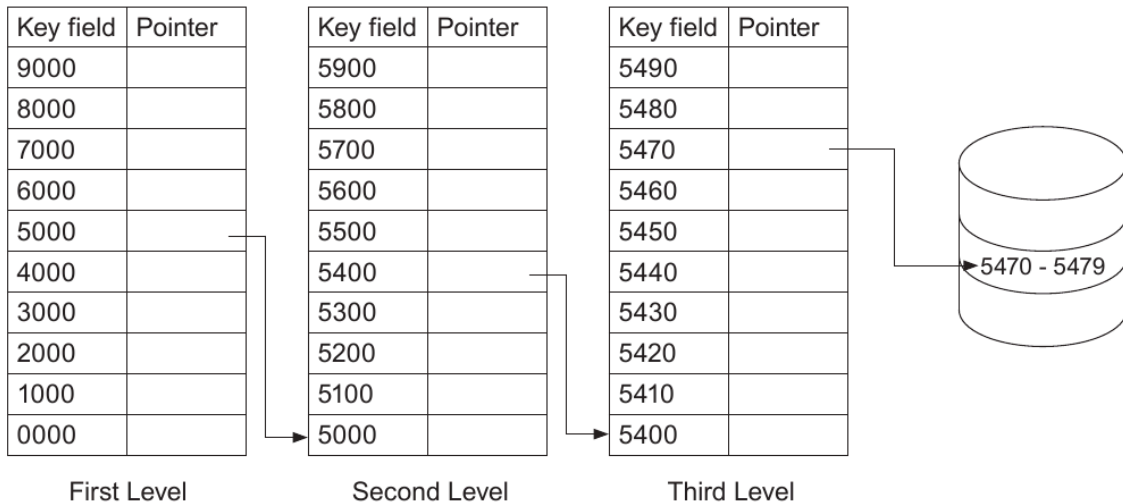 Key field Pointer Key field Pointer Key field Pointer
9000 5900 5490
8000 5800 5480
7000 5700 5470
6000 5600 5460
5000 5500 5450
4000 5400 5440 5470 - 5479
3000 5300 5430
2000 5200 5420
1000 5100 5410
0000 5000 5400
First Level Second Level Third Level